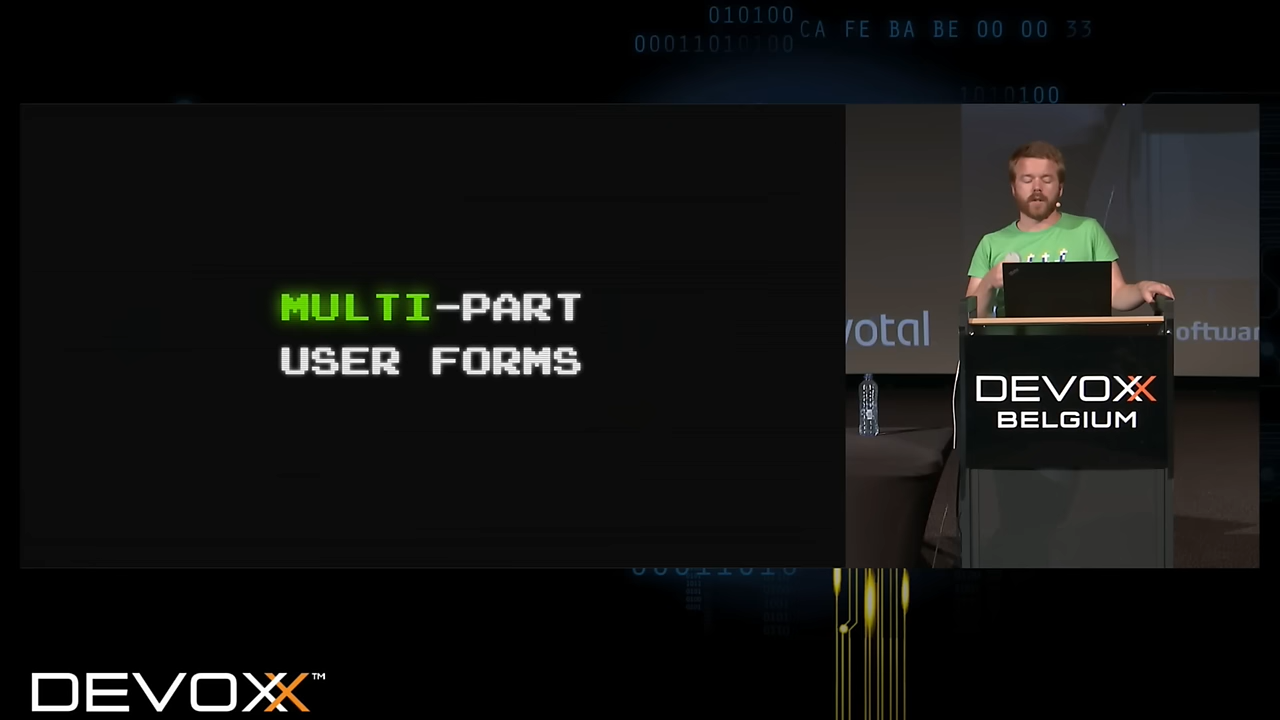 010100
00011010100
CA FE BA BE 00 00 33
1010100
MULTI-PART
USER FORMS
votal
oftwar
DEVOXX
BELGIUM
00011010
DEVOXX™